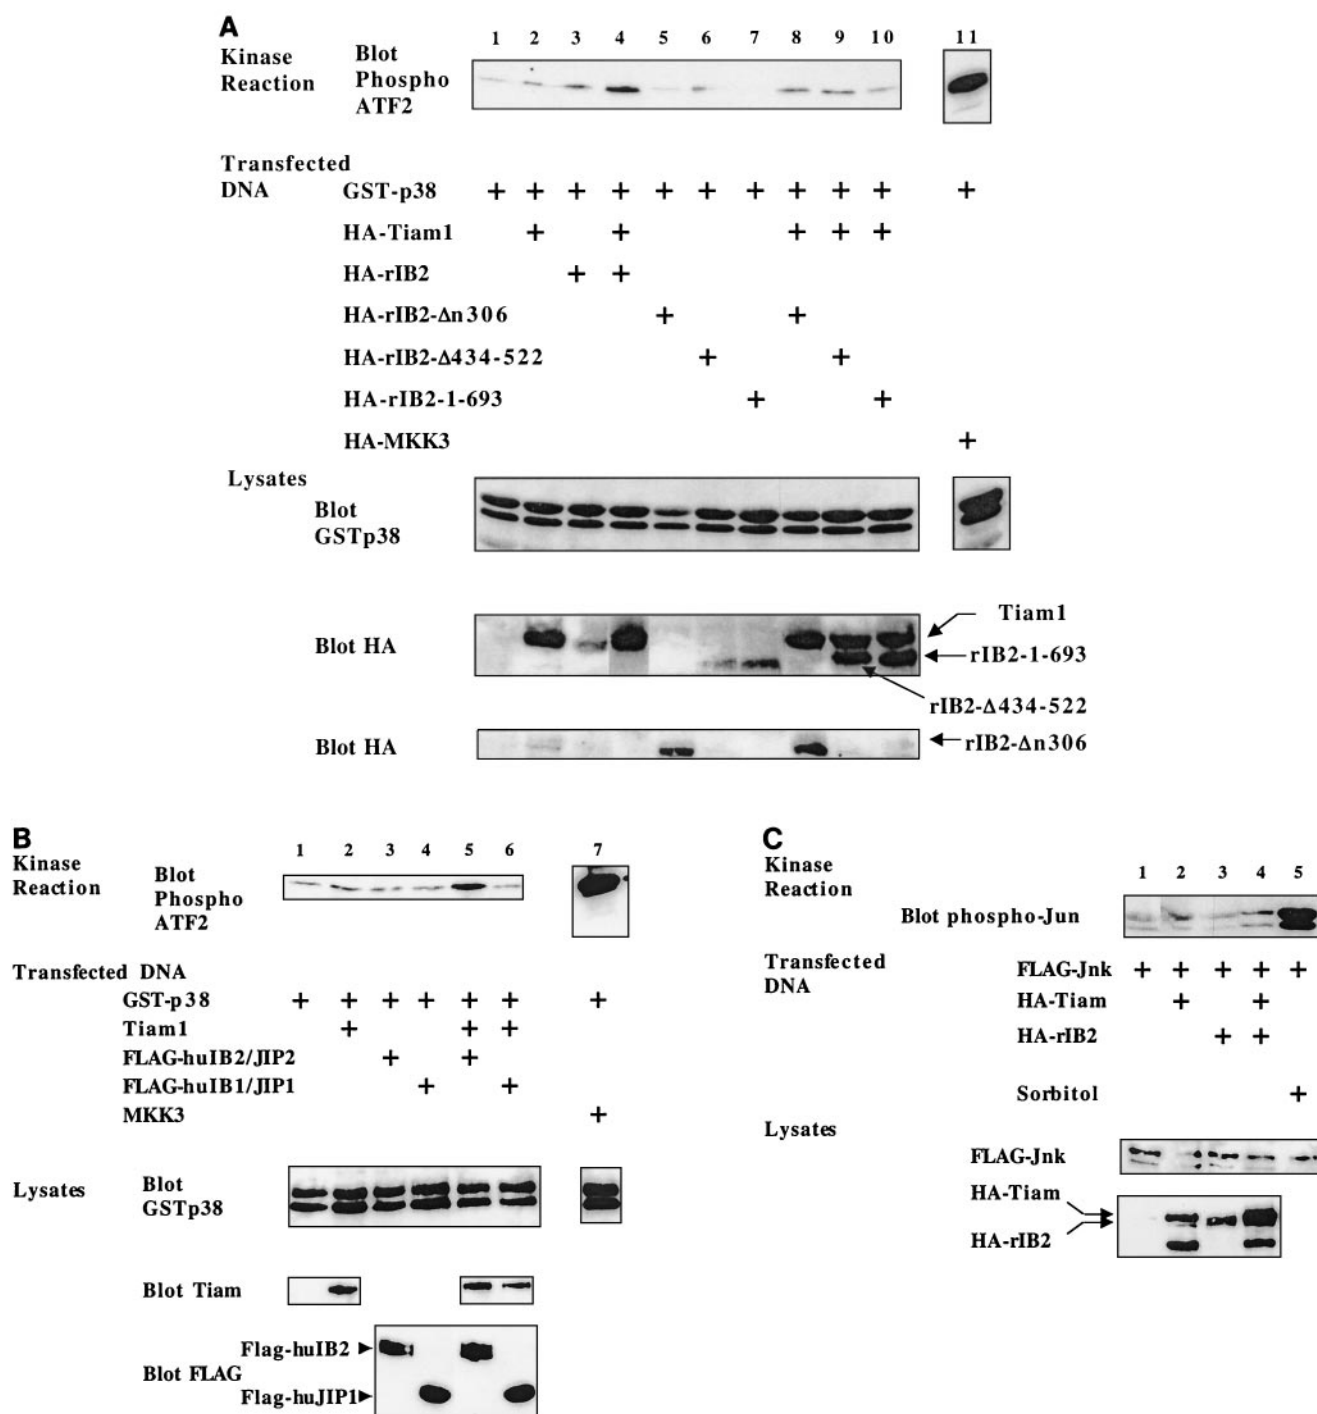 A
Kinase
Reaction
Blot
Phospho
ATF2
1 2 3 4 5 6 7 8 9 10 11
Transfected
DNA
GST-p38 + + + + + + + + + + +
HA-Tiam1 + + + + +
HA-rIB2 + +
HA-rIB2-Δn306 + +
HA-rIB2-Δ434-522 + +
HA-rIB2-1-693 + +
HA-MKK3 +
Lysates
Blot
GSTp38
Blot HA
Tiam1
rIB2-1-693
rIB2-Δ434-522
Blot HA
rIB2-Δn306
B
Kinase
Reaction
Blot
Phospho
ATF2
1 2 3 4 5 6 7
Transfected DNA
GST-p38 + + + + + + +
Tiam1 + + +
FLAG-huIB2/JIP2 + +
FLAG-huIB1/JIP1 + +
MKK3 +
Lysates
Blot
GSTp38
Blot Tiam
Flag-huIB2
Blot FLAG
Flag-huJIP1
C
Kinase
Reaction
1 2 3 4 5
Blot phospho-Jun
Transfected
DNA
FLAG-Jnk + + + + +
HA-Tiam + +
HA-rIB2 + +
Sorbitol +
Lysates
FLAG-Jnk
HA-Tiam
HA-rIB2